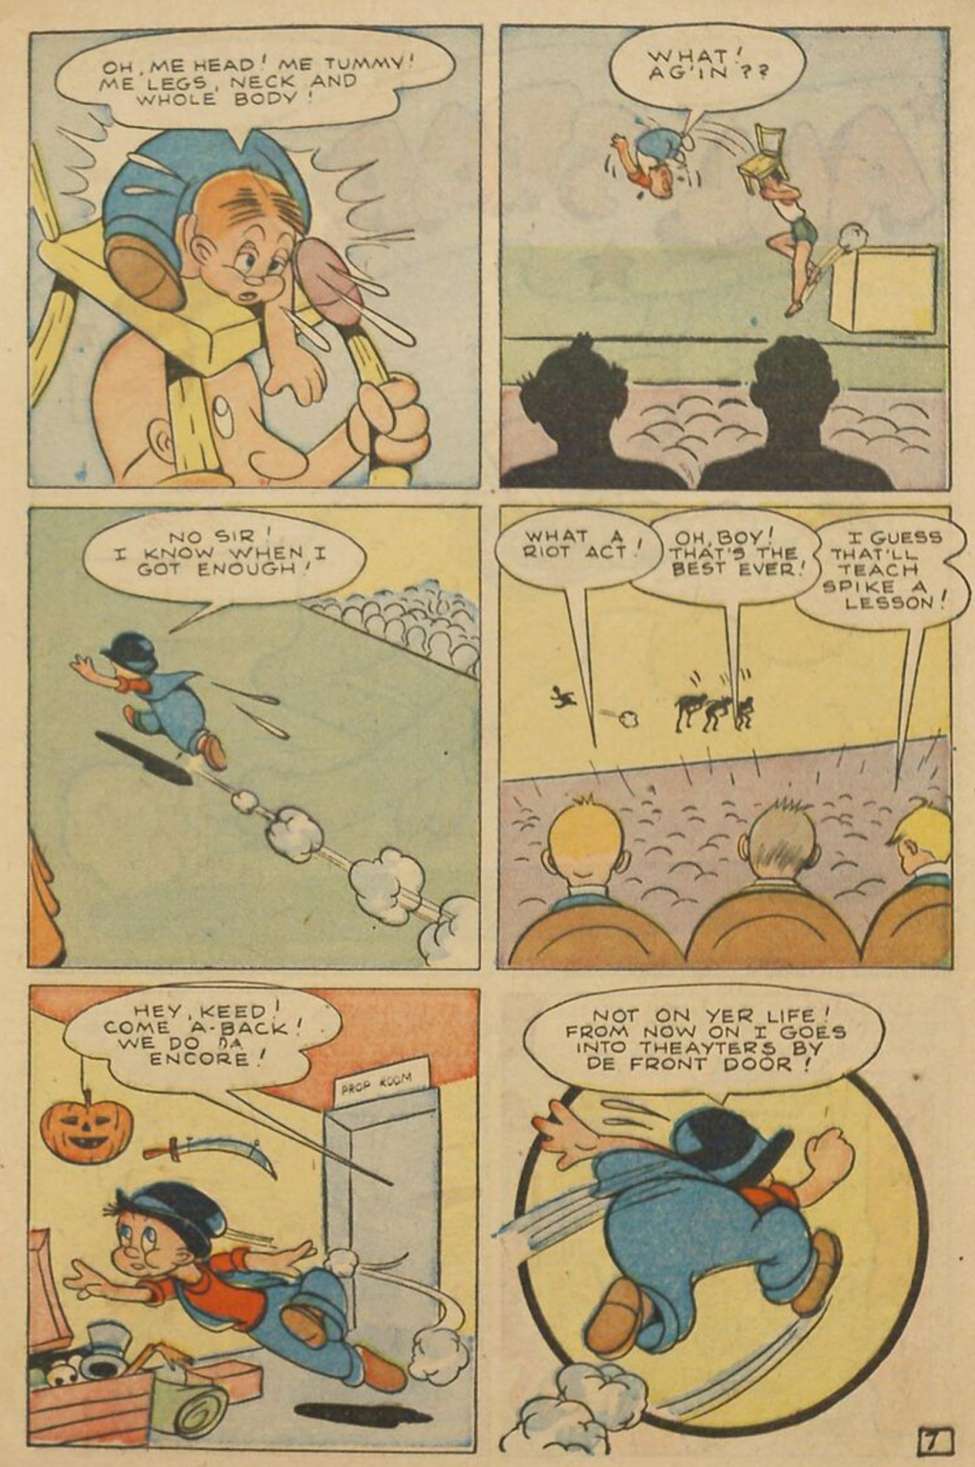 OH, ME HEAD! ME TUMMY!
ME LEGS, NECK AND
WHOLE BODY!
WHAT!
AG'IN??
NO SIR!
I KNOW WHEN I
GOT ENOUGH!
WHAT A
RIOT ACT!
OH, BOY!
THAT'S THE
BEST EVER!
I GUESS
THAT'LL
TEACH
SPIKE A
LESSON!
HEY, KEED!
COME A-BACK!
WE DO DA
ENCORE!
PROP ROOM
NOT ON YER LIFE!
FROM NOW ON I GOES
INTO THEAYTERS BY
DE FRONT DOOR!
7